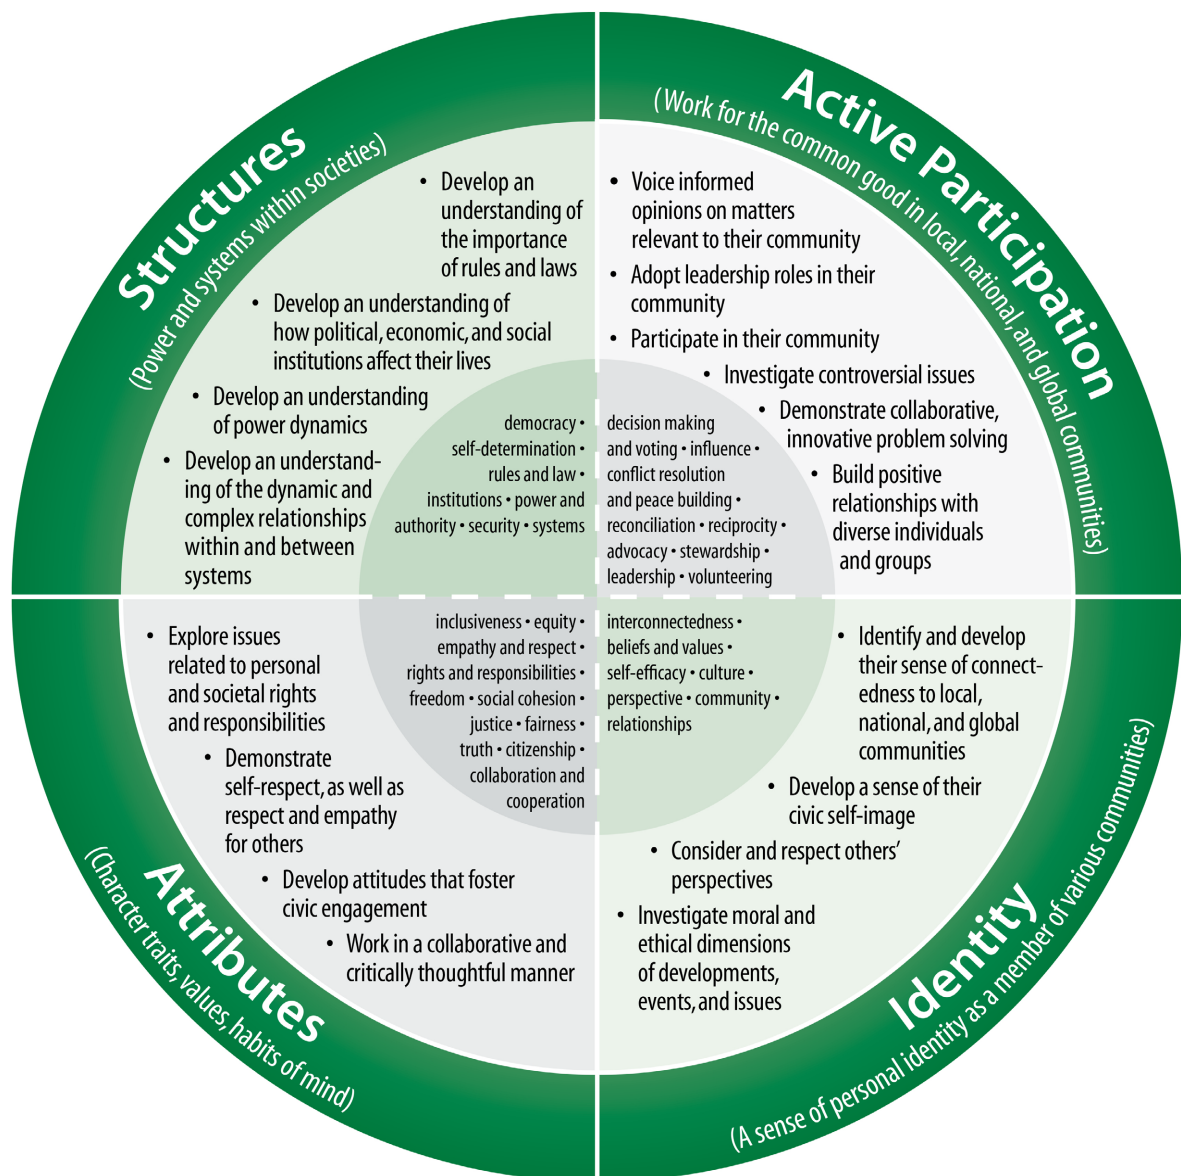 Structures
(Power and systems within societies)
• Develop an
understanding of
the importance
of rules and laws
• Develop an understanding of
how political, economic, and social
institutions affect their lives
• Develop an understanding
of power dynamics
• Develop an understand-
ing of the dynamic and
complex relationships
within and between
systems
democracy •
self-determination •
rules and law •
institutions • power and
authority • security • systems
Active Participation
(Work for the common good in local, national, and global communities)
• Voice informed
opinions on matters
relevant to their community
• Adopt leadership roles in their
community
• Participate in their community
• Investigate controversial issues
• Demonstrate collaborative,
innovative problem solving
• Build positive
relationships with
diverse individuals
and groups
decision making
and voting • influence •
conflict resolution
and peace building •
reconciliation • reciprocity •
advocacy • stewardship •
leadership • volunteering
Attributes
(Character traits, values, habits of mind)
• Explore issues
related to personal
and societal rights
and responsibilities
• Demonstrate
self-respect, as well as
respect and empathy
for others
• Develop attitudes that foster
civic engagement
• Work in a collaborative and
critically thoughtful manner
inclusiveness • equity •
empathy and respect •
rights and responsibilities •
freedom • social cohesion •
justice • fairness •
truth • citizenship •
collaboration and
cooperation
Identity
(A sense of personal identity as a member of various communities)
• Identify and develop
their sense of connect-
edness to local,
national, and global
communities
• Develop a sense of their
civic self-image
• Consider and respect others’
perspectives
• Investigate moral and
ethical dimensions
of developments,
events, and issues
interconnectedness •
beliefs and values •
self-efficacy • culture •
perspective • community •
relationships